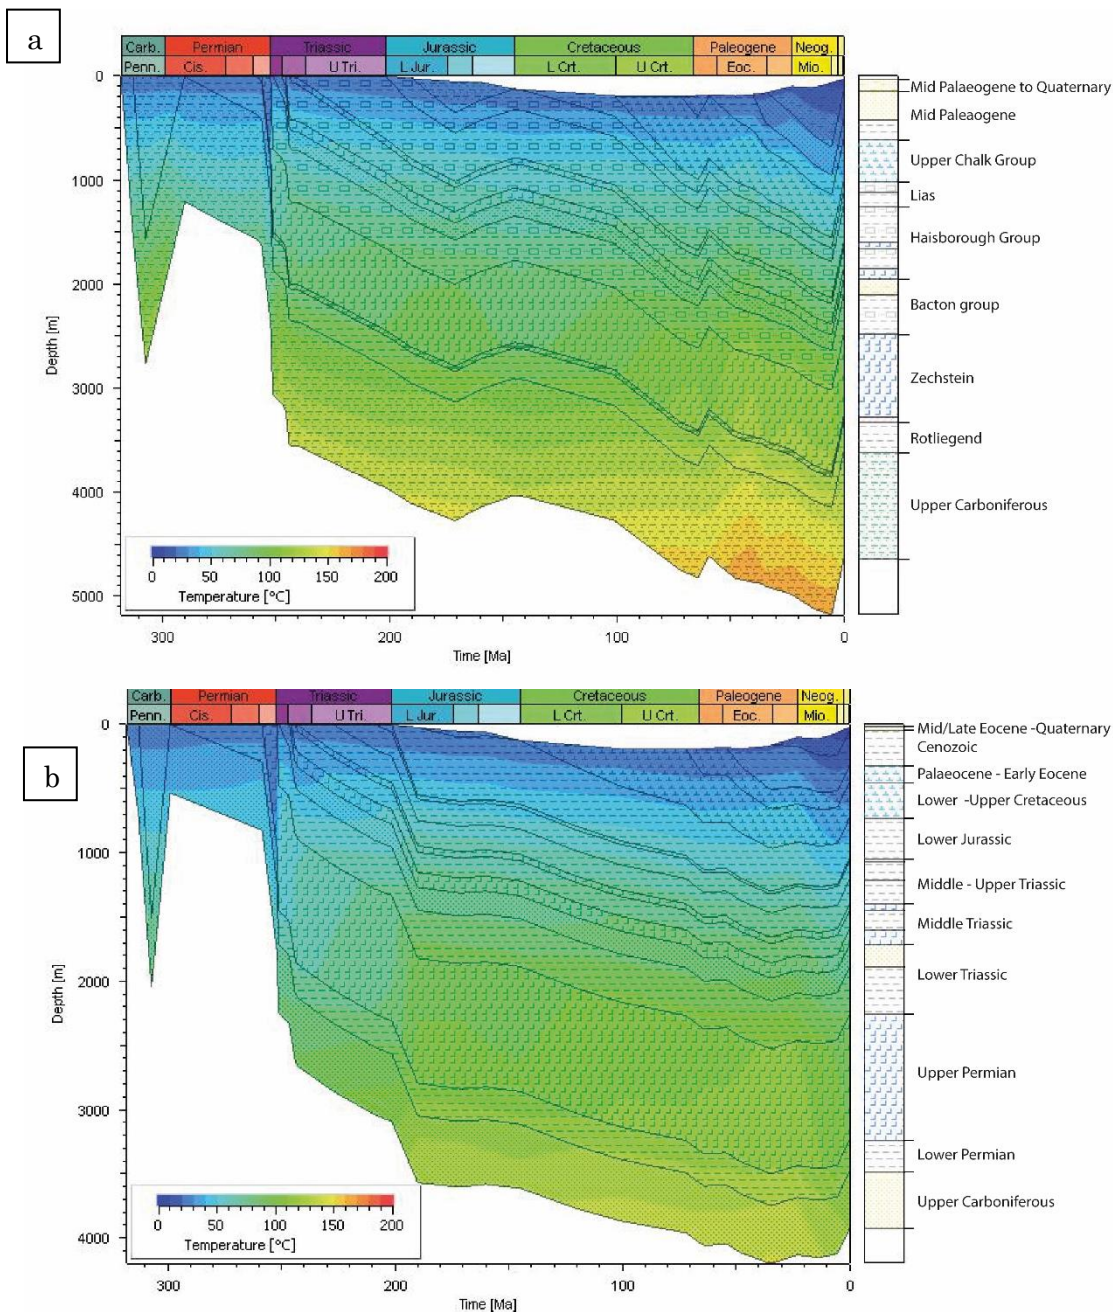 a
Carb. Permian Triassic Jurassic Cretaceous Paleogene Neog.
Penn. Cis. U Tri. L Jur. L Crt. U Crt. Eoc. Mio.
0
1000
2000
3000
4000
5000
Depth [m]
Mid Palaeogene to Quaternary
Mid Paleaogene
Upper Chalk Group
Lias
Haisborough Group
Bacton group
Zechstein
Rotliegend
Upper Carboniferous
0 50 100 150 200
Temperature [°C]
300 200 100 0
Time [Ma]
b
Carb. Permian Triassic Jurassic Cretaceous Paleogene Neog.
Penn. Cis. U Tri. L Jur. L Crt. U Crt. Eoc. Mio.
0
1000
2000
3000
4000
Depth [m]
Mid/Late Eocene -Quaternary
Cenozoic
Palaeocene - Early Eocene
Lower -Upper Cretaceous
Lower Jurassic
Middle - Upper Triassic
Middle Triassic
Lower Triassic
Upper Permian
Lower Permian
Upper Carboniferous
0 50 100 150 200
Temperature [°C]
300 200 100 0
Time [Ma]